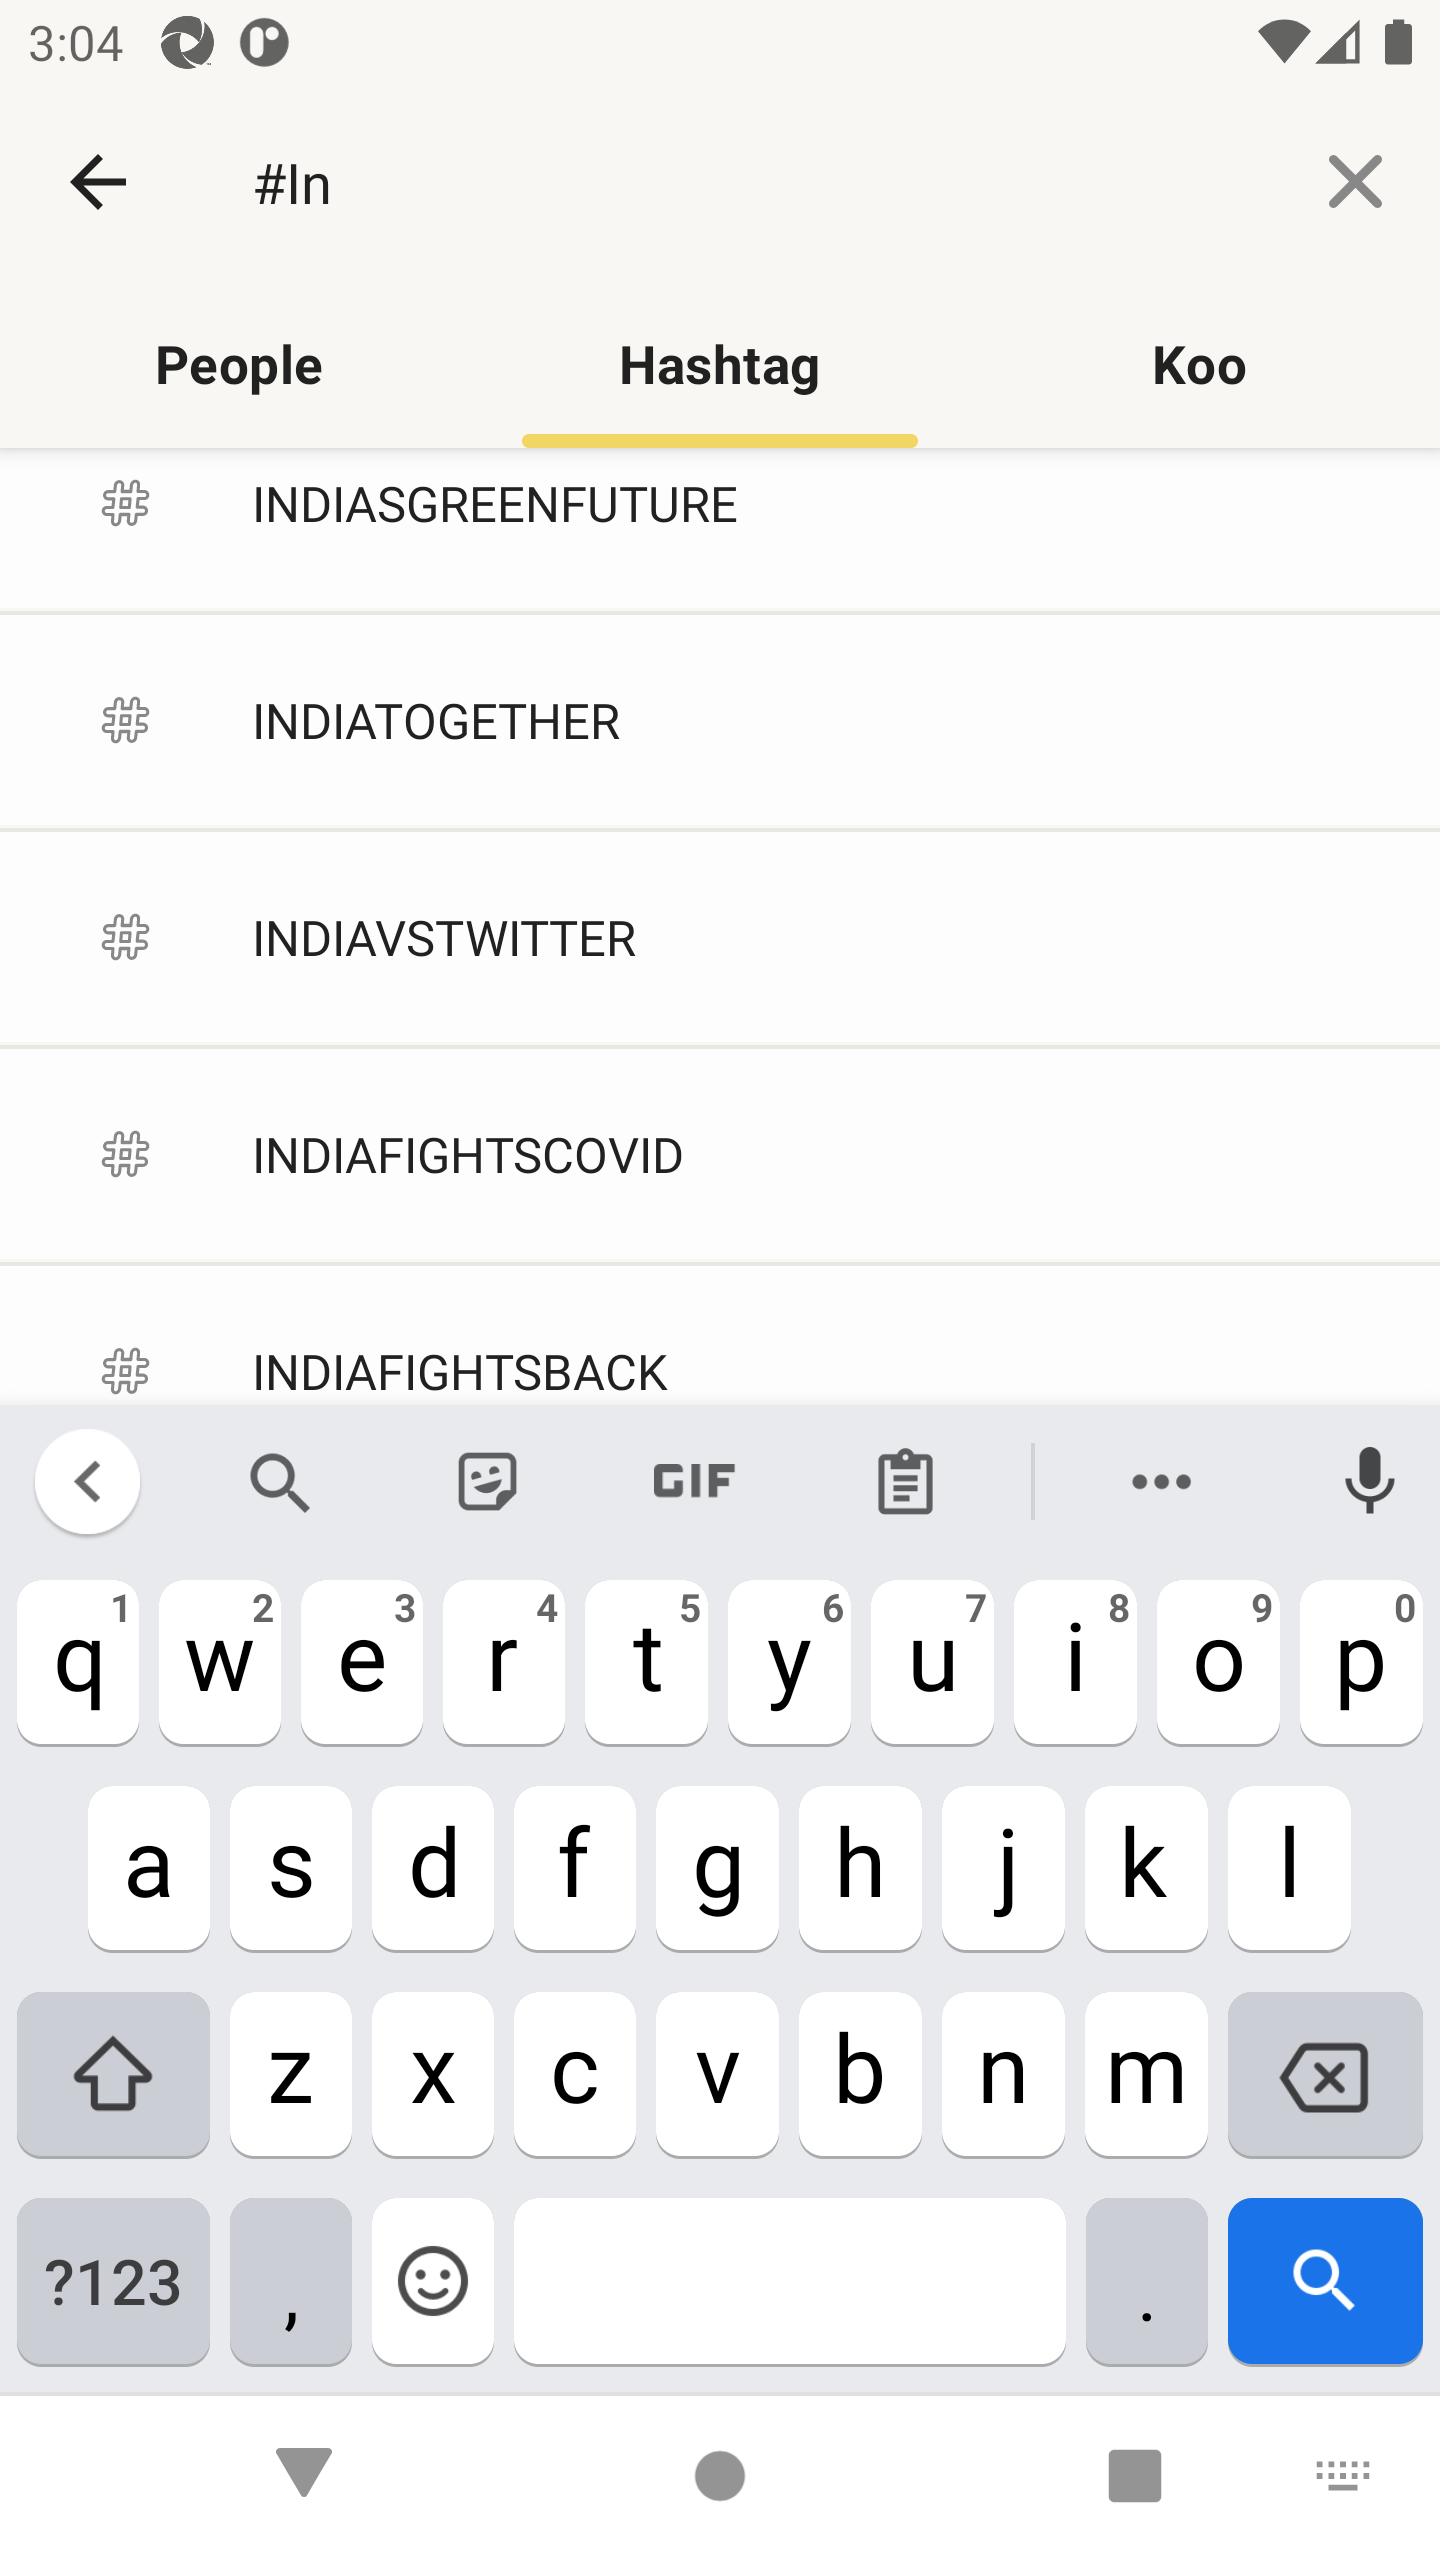 3:04
#In
People Hashtag Koo
INDIASGREENFUTURE
INDIATOGETHER
INDIAVSTWITTER
INDIAFIGHTSCOVID
INDIAFIGHTSBACK
GIF
1 2 3 4 5 6 7 8 9 0
q w e r t y u i o p
a s d f g h j k l
z x c v b n m
?123 , .